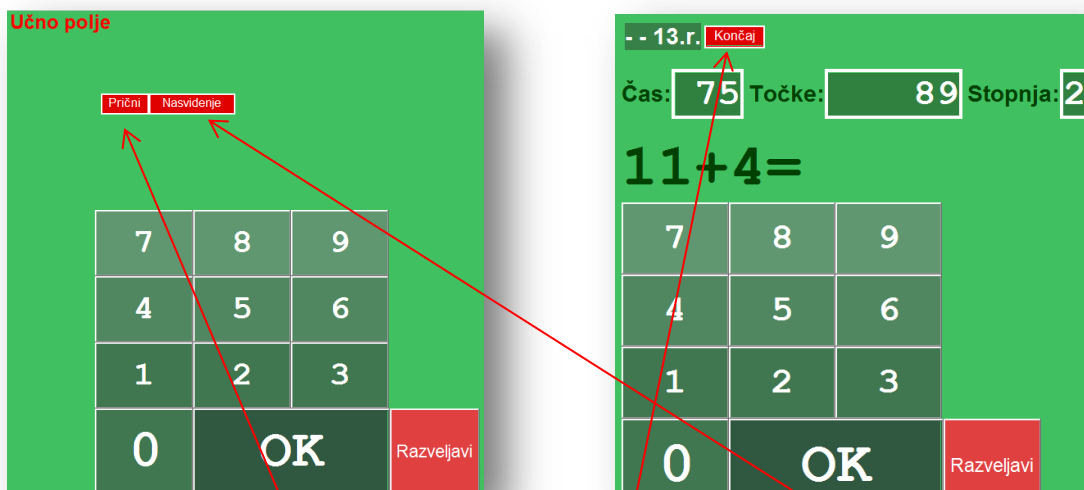 Učno polje
Prični Nasvidenje
7 8 9
4 5 6
1 2 3
0 OK Razveljavi
- - 13.r. Končaj
Čas: 75 Točke: 89 Stopnja: 2
11+4=
7 8 9
4 5 6
1 2 3
0 OK Razveljavi